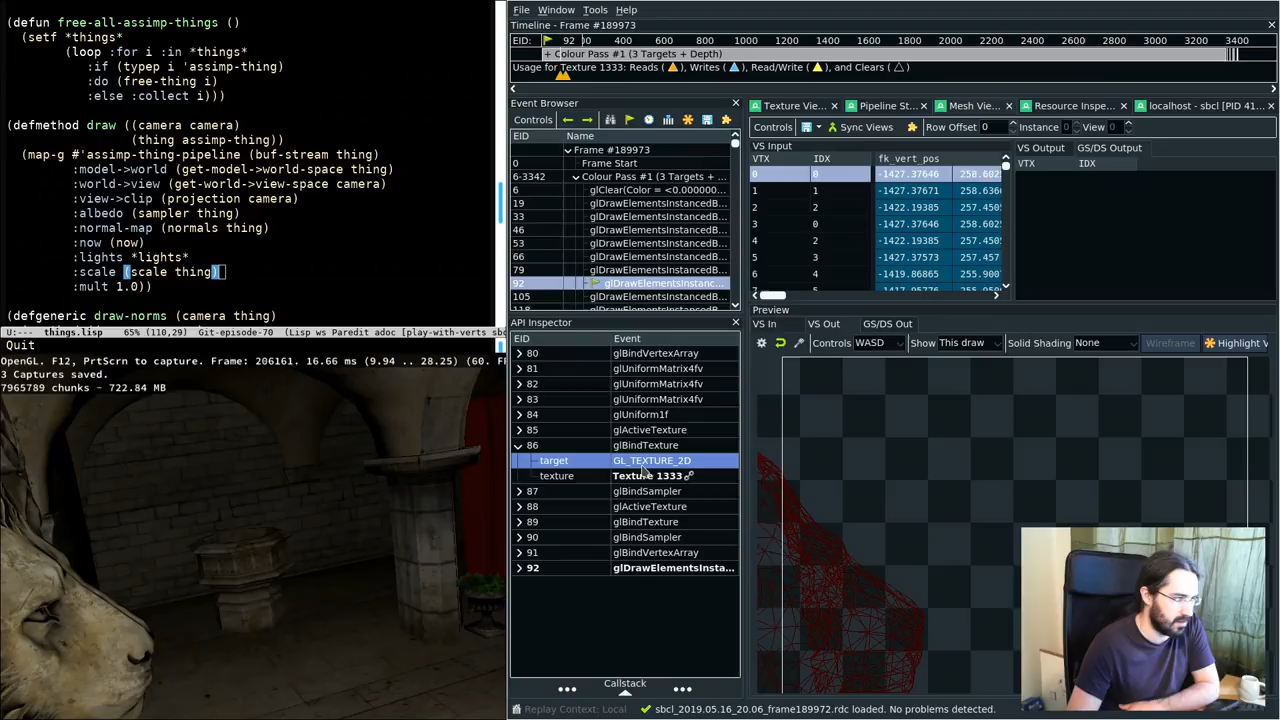 (defun free-all-assimp-things ()
(setf *things*
(loop :for i :in *things*
:if (typep i 'assimp-thing)
:do (free-thing i)
:else :collect i)))
(defmethod draw ((camera camera)
(thing assimp-thing))
(map-g #'assimp-thing-pipeline (buf-stream thing)
:model->world (get-model->world-space thing)
:world->view (get-world->view-space camera)
:view->clip (projection camera)
:albedo (sampler thing)
:normal-map (normals thing)
:now (now)
:lights *lights*
:scale (scale thing)
:mult 1.0))
(defgeneric draw-norms (camera thing)
U:--- things.lisp 65% (110,29) Git-episode-70 (Lisp ws Paredit adoc [play-with-verts sbc
Quit
OpenGL. F12, PrtScrn to capture. Frame: 206161. 16.66 ms (9.94 .. 28.25) (60.
3 Captures saved.
7965789 chunks ~ 722.84 MB
File Window Tools Help
Timeline - Frame #189973
EID: 92 00 400 600 800 1000 1200 1400 1600 1800 2000 2200 2400 2600 2800 3000 3400
+ Colour Pass #1 (3 Targets + Depth)
Usage for Texture 1333: Reads ( ), Writes ( ), Read/Write ( ), and Clears ( )
Event Browser
Controls
EID Name
Frame #189973
0 Frame Start
6-3342 Colour Pass #1 (3 Targets + ...
6 glClear(Color = <0.000000...
19 glDrawElementsInstancedB...
33 glDrawElementsInstancedB...
46 glDrawElementsInstancedB...
53 glDrawElementsInstancedB...
66 glDrawElementsInstancedB...
79 glDrawElementsInstancedB...
92 glDrawElementsInstanc...
105 glDrawElementsInstancedB...
118
API Inspector
EID Event
80 glBindVertexArray
81 glUniformMatrix4fv
82 glUniformMatrix4fv
83 glUniformMatrix4fv
84 glUniform1f
85 glActiveTexture
86 glBindTexture
target GL_TEXTURE_2D
texture Texture 1333
87 glBindSampler
88 glActiveTexture
89 glBindTexture
90 glBindSampler
91 glBindVertexArray
92 glDrawElementsInsta...
Callstack
Texture Vie... Pipeline St... Mesh Vie... Resource Inspe... localhost - sbcl [PID 41...
Controls Sync Views Row Offset 0 Instance 0 View 0
VS Input
VTX IDX fk_vert_pos
0 0 -1427.37646 258.6025
1 1 -1427.37671 258.6360
2 2 -1422.19385 257.4505
3 0 -1427.37646 258.6025
4 2 -1422.19385 257.4505
5 3 -1427.37573 257.457
6 4 -1419.86865 255.9007
VS Output GS/DS Output
VTX IDX
Preview
VS In VS Out GS/DS Out
Controls WASD Show This draw Solid Shading None Wireframe Highlight V
Replay Context: Local sbcl_2019.05.16_20.06_frame189972.rdc loaded. No problems detected.